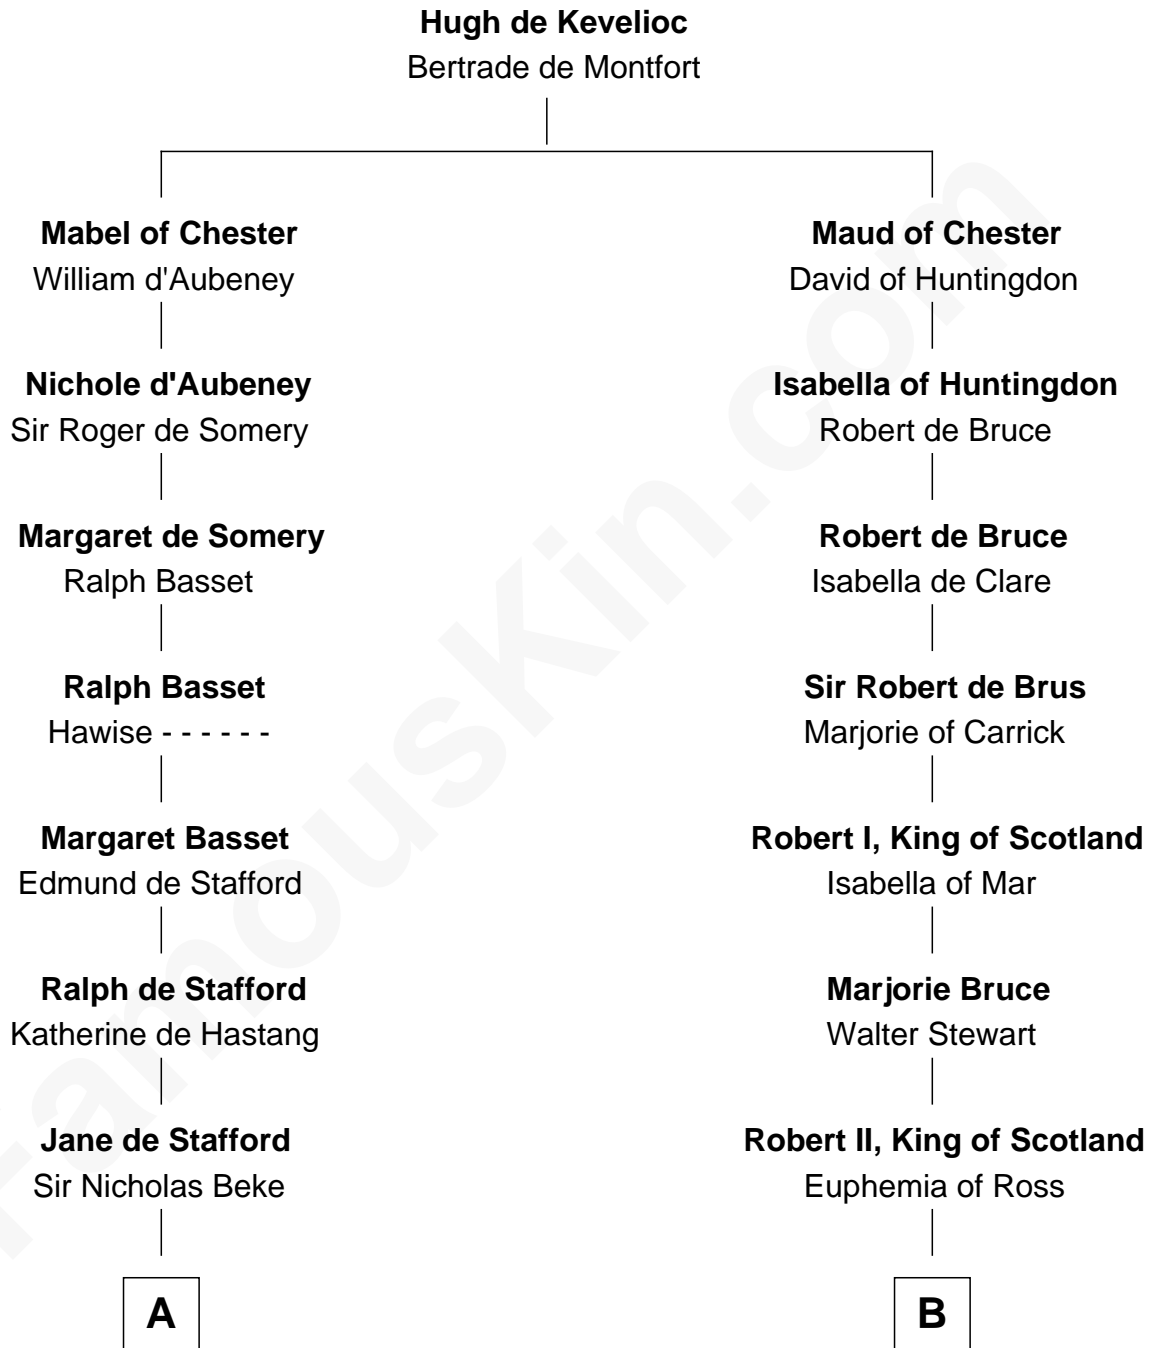 Hugh de Kevelioc
Bertrade de Montfort
Mabel of Chester
William d'Aubeney
Maud of Chester
David of Huntingdon
Nichole d'Aubeney
Sir Roger de Somery
Isabella of Huntingdon
Robert de Bruce
Margaret de Somery
Ralph Basset
Robert de Bruce
Isabella de Clare
Ralph Basset
Hawise - - - - - -
Sir Robert de Brus
Marjorie of Carrick
Margaret Basset
Edmund de Stafford
Robert I, King of Scotland
Isabella of Mar
Ralph de Stafford
Katherine de Hastang
Marjorie Bruce
Walter Stewart
Jane de Stafford
Sir Nicholas Beke
Robert II, King of Scotland
Euphemia of Ross
A
B
FamousKin.com